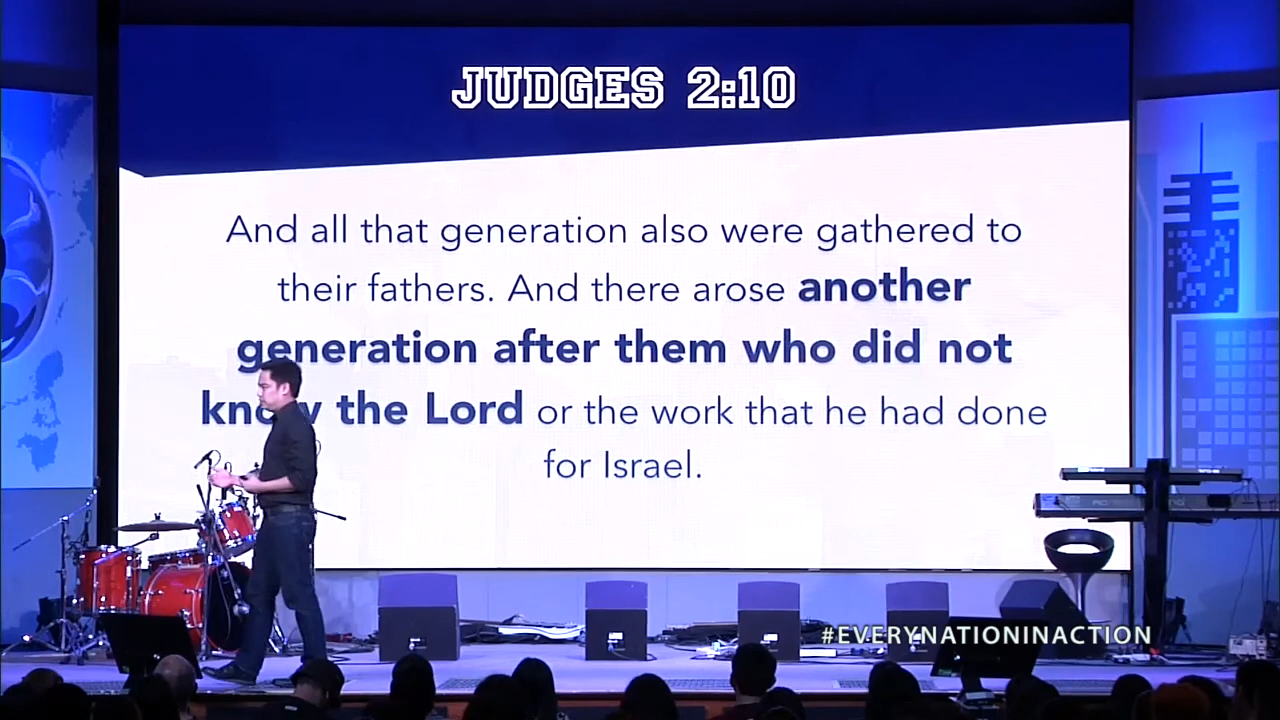 JUDGES 2:10
And all that generation also were gathered to
their fathers. And there arose another
generation after them who did not
know the Lord or the work that he had done
for Israel.
#EVERYNATIONINACTION